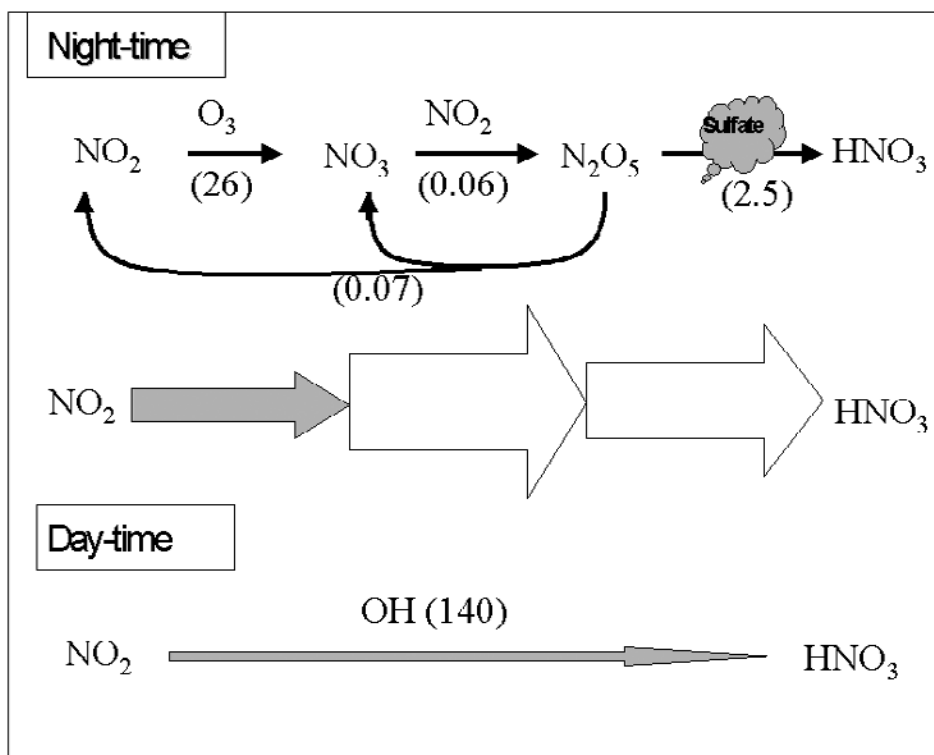 Night-time
O₃ NO₂ Sulfate
NO₂ NO₃ N₂O₅ HNO₃
(26) (0.06) (2.5)
(0.07)
NO₂ HNO₃
Day-time
OH (140)
NO₂ HNO₃